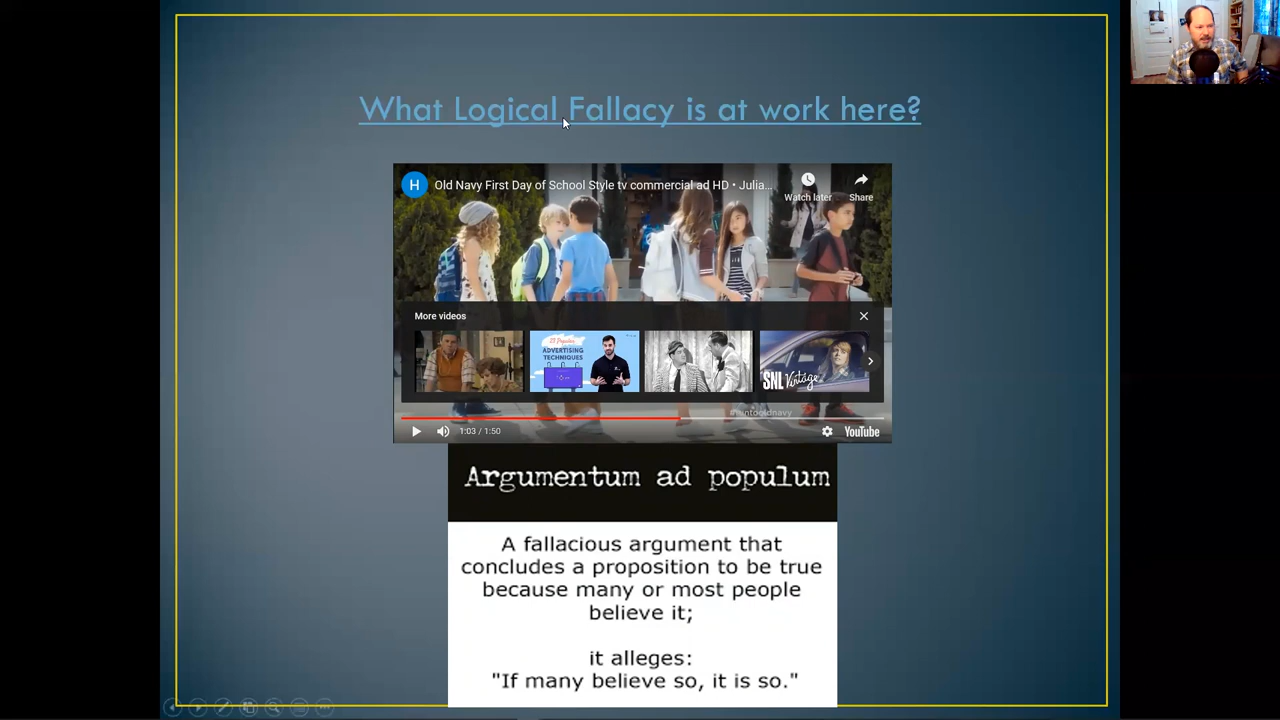 What Logical Fallacy is at work here?
H
Old Navy First Day of School Style tv commercial ad HD • Julia...
Watch later
Share
More videos
ADVERTISING
TECHNIQUES
SNL Vintage
1:03 / 1:50
YouTube
Argumentum ad populum
A fallacious argument that
concludes a proposition to be true
because many or most people
believe it;
it alleges:
"If many believe so, it is so."